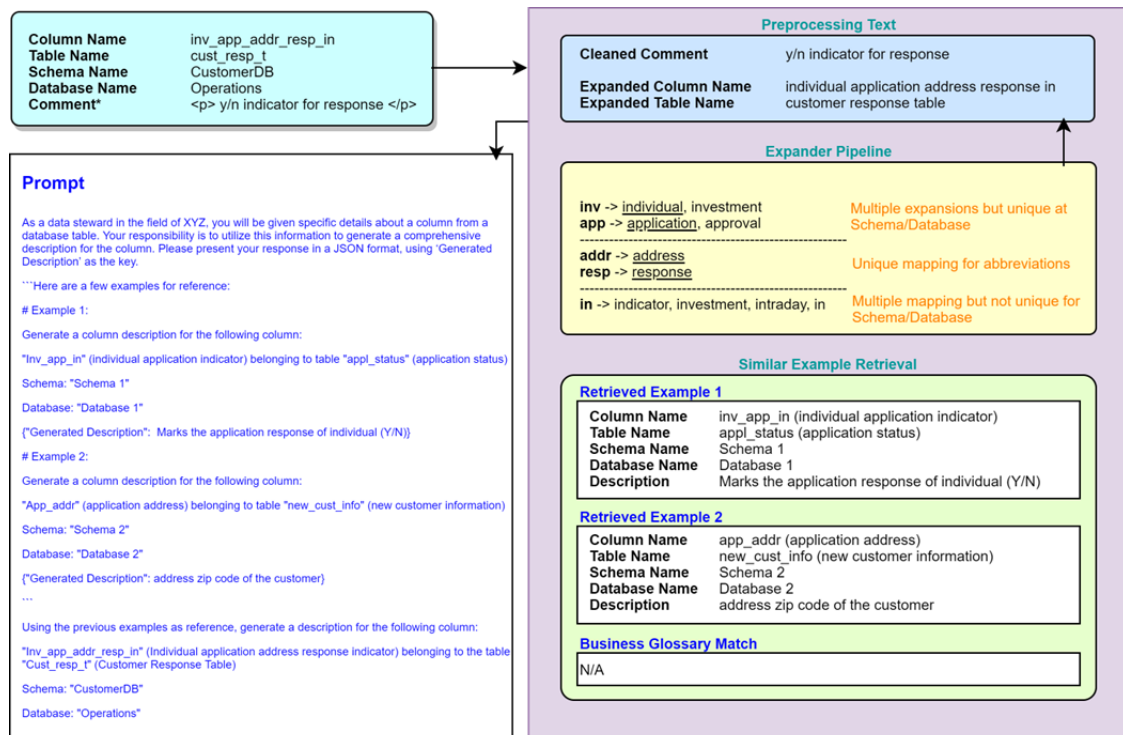 Column Name inv_app_addr_resp_in
Table Name cust_resp_t
Schema Name CustomerDB
Database Name Operations
Comment* <p> y/n indicator for response </p>
Prompt
As a data steward in the field of XYZ, you will be given specific details about a column from a
database table. Your responsibility is to utilize this information to generate a comprehensive
description for the column. Please present your response in a JSON format, using ‘Generated
Description’ as the key.
```Here are a few examples for reference:
# Example 1:
Generate a column description for the following column:
"Inv_app_in" (individual application indicator) belonging to table "appl_status" (application status)
Schema: "Schema 1"
Database: "Database 1"
{"Generated Description":  Marks the application response of individual (Y/N)}
# Example 2:
Generate a column description for the following column:
"App_addr" (application address) belonging to table "new_cust_info" (new customer information)
Schema: "Schema 2"
Database: "Database 2"
{"Generated Description": address zip code of the customer}
```
Using the previous examples as reference, generate a description for the following column:
"Inv_app_addr_resp_in" (Individual application address response indicator) belonging to the table
"Cust_resp_t" (Customer Response Table)
Schema: "CustomerDB"
Database: "Operations"
Preprocessing Text
Cleaned Comment y/n indicator for response
Expanded Column Name individual application address response in
Expanded Table Name customer response table
Expander Pipeline
inv -> individual, investment
app -> application, approval
Multiple expansions but unique at
Schema/Database
addr -> address
resp -> response
Unique mapping for abbreviations
in -> indicator, investment, intraday, in
Multiple mapping but not unique for
Schema/Database
Similar Example Retrieval
Retrieved Example 1
Column Name inv_app_in (individual application indicator)
Table Name appl_status (application status)
Schema Name Schema 1
Database Name Database 1
Description Marks the application response of individual (Y/N)
Retrieved Example 2
Column Name app_addr (application address)
Table Name new_cust_info (new customer information)
Schema Name Schema 2
Database Name Database 2
Description address zip code of the customer
Business Glossary Match
N/A